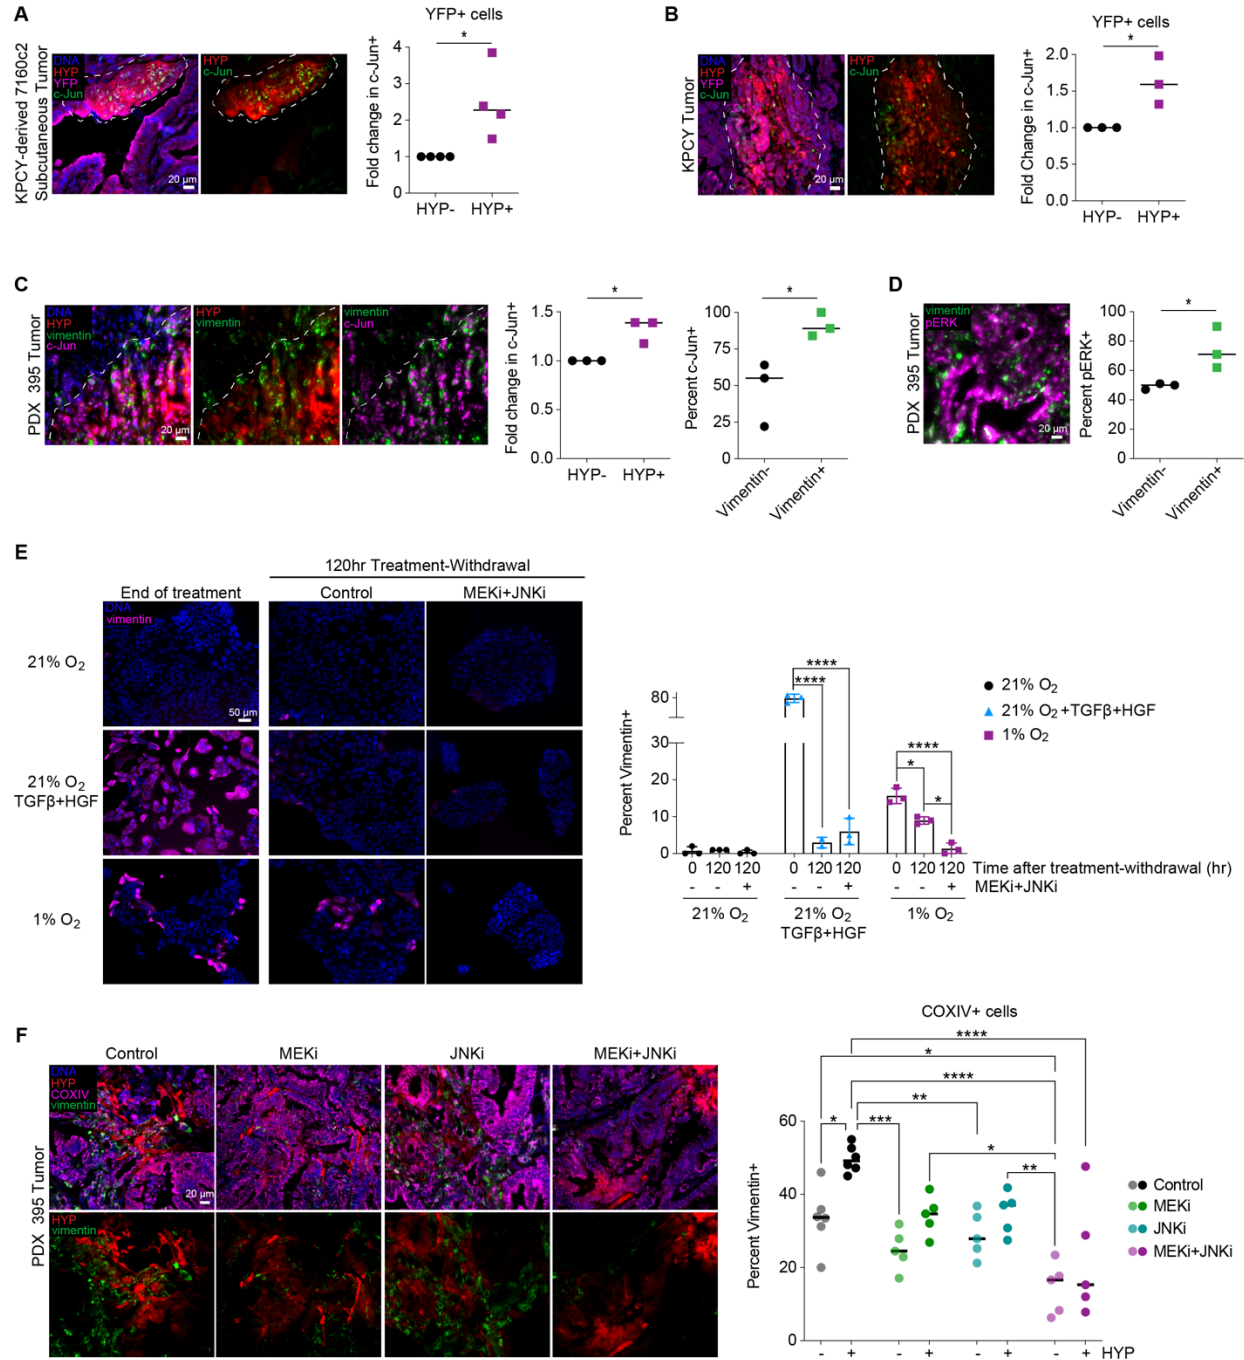 A
KPCY-derived 7160c2
Subcutaneous Tumor
DNA
HYP
YFP
c-Jun
20 µm
HYP
c-Jun
YFP+ cells
*
Fold change in c-Jun+
4
3
2
1
0
HYP-
HYP+
B
KPCY Tumor
DNA
HYP
YFP
c-Jun
20 µm
HYP
c-Jun
YFP+ cells
*
Fold Change in c-Jun+
2.0
1.5
1.0
0.5
0.0
HYP-
HYP+
C
PDX 395 Tumor
DNA
HYP
vimentin
c-Jun
20 µm
HYP
vimentin
vimentin
c-Jun
*
Fold change in c-Jun+
1.5
1.0
0.5
0.0
HYP-
HYP+
*
Percent c-Jun+
100
75
50
25
0
Vimentin-
Vimentin+
D
PDX 395 Tumor
vimentin
pERK
20 µm
*
Percent pERK+
100
80
60
40
20
0
Vimentin-
Vimentin+
E
120hr Treatment-Withdrawal
End of treatment
Control
MEKi+JNKi
DNA
vimentin
21% O2
50 µm
21% O2
TGFβ+HGF
1% O2
Percent Vimentin+
80
30
20
10
0
****
****
****
*
*
21% O2
21% O2 +TGFβ+HGF
1% O2
0 120 120 0 120 120 0 120 120 Time after treatment-withdrawal (hr)
- - + - - + - - + MEKi+JNKi
21% O2
21% O2
TGFβ+HGF
1% O2
F
PDX 395 Tumor
Control
MEKi
JNKi
MEKi+JNKi
DNA
HYP
COXIV
vimentin
20 µm
HYP
vimentin
COXIV+ cells
****
*
****
**
* ***
*
**
Percent Vimentin+
60
40
20
0
Control
MEKi
JNKi
MEKi+JNKi
- + - + - + - + HYP